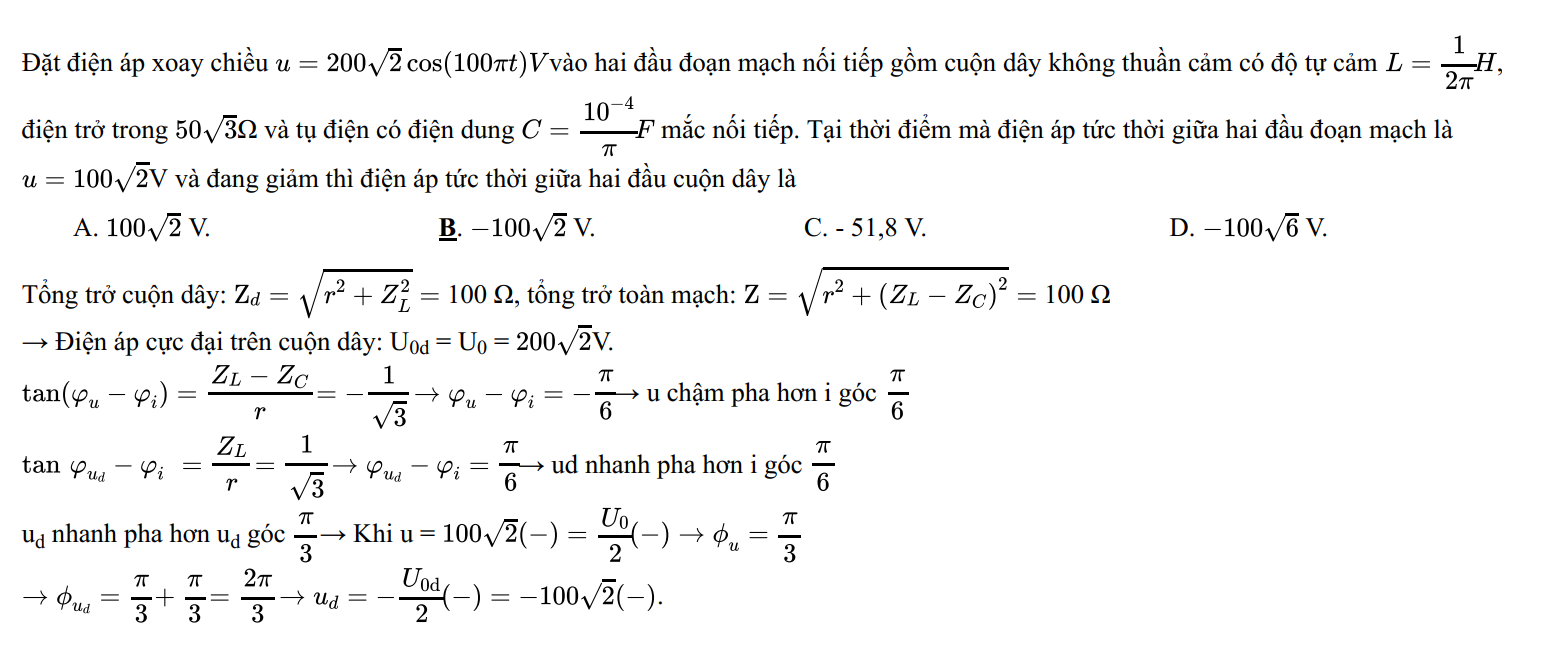 Đặt điện áp xoay chiều $u = 200\sqrt{2}\cos(100\pi t)V$vào hai đầu đoạn mạch nối tiếp gồm cuộn dây không thuần cảm có độ tự cảm $L = \frac{1}{2\pi}H$,
điện trở trong $50\sqrt{3}\Omega$ và tụ điện có điện dung $C = \frac{10^{-4}}{\pi}F$ mắc nối tiếp. Tại thời điểm mà điện áp tức thời giữa hai đầu đoạn mạch là
$u = 100\sqrt{2}$V và đang giảm thì điện áp tức thời giữa hai đầu cuộn dây là
A. $100\sqrt{2}$ V. B. $-100\sqrt{2}$ V. C. - 51,8 V. D. $-100\sqrt{6}$ V.
Tổng trở cuộn dây: $Z_d = \sqrt{r^2 + Z_L^2} = 100\ \Omega$, tổng trở toàn mạch: $Z = \sqrt{r^2 + (Z_L - Z_C)^2} = 100\ \Omega$
→ Điện áp cực đại trên cuộn dây: $U_{0d}$ = $U_0$ = $200\sqrt{2}$V.
$\tan(\varphi_u - \varphi_i) = \frac{Z_L - Z_C}{r} = -\frac{1}{\sqrt{3}} \rightarrow \varphi_u - \varphi_i = -\frac{\pi}{6} \rightarrow$ u chậm pha hơn i góc $\frac{\pi}{6}$
$\tan\ \varphi_{u_d} - \varphi_i\ = \frac{Z_L}{r} = \frac{1}{\sqrt{3}} \rightarrow \varphi_{u_d} - \varphi_i = \frac{\pi}{6} \rightarrow$ ud nhanh pha hơn i góc $\frac{\pi}{6}$
$u_d$ nhanh pha hơn $u_d$ góc $\frac{\pi}{3} \rightarrow$ Khi u = $100\sqrt{2}(-) = \frac{U_0}{2}(-) \rightarrow \phi_u = \frac{\pi}{3}$
$\rightarrow \phi_{u_d} = \frac{\pi}{3} + \frac{\pi}{3} = \frac{2\pi}{3} \rightarrow u_d = -\frac{U_{0d}}{2}(-) = -100\sqrt{2}(-).$